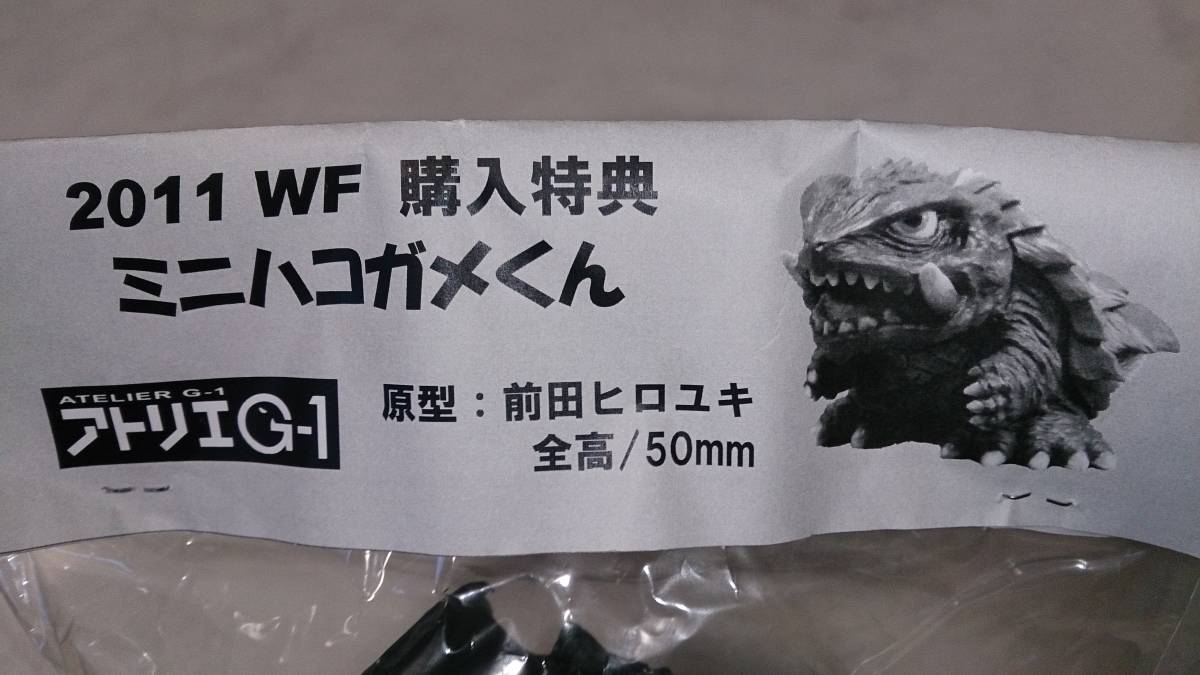 2011 WF 購入特典
ミニハコガメくん
ATELIER G-1
アトリエG-1
原型：前田ヒロユキ
全高/50mm